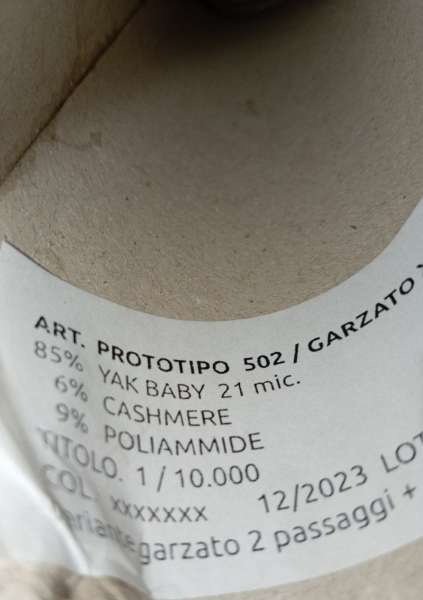 ART. PROTOTIPO 502 / GARZATO
85% YAK BABY 21 mic.
6% CASHMERE
9% POLIAMMIDE
TITOLO. 1 / 10.000
COL. xxxxxxx 12/2023 LOT
garzato 2 passaggi +